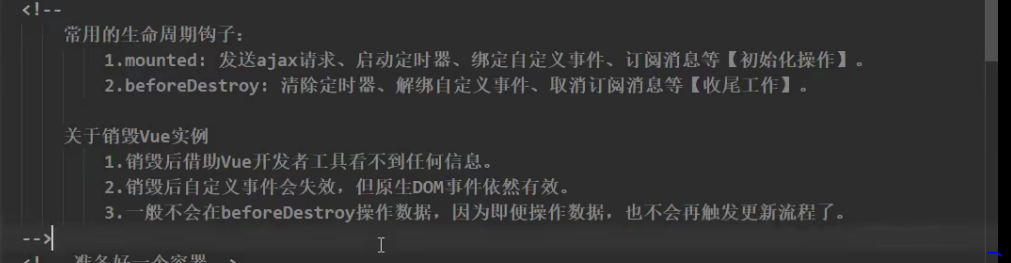 <!--
常用的生命周期钩子：
1.mounted: 发送ajax请求、启动定时器、绑定自定义事件、订阅消息等【初始化操作】。
2.beforeDestroy: 清除定时器、解绑自定义事件、取消订阅消息等【收尾工作】。
关于销毁Vue实例
1.销毁后借助Vue开发者工具看不到任何信息。
2.销毁后自定义事件会失效，但原生DOM事件依然有效。
3.一般不会在beforeDestroy操作数据，因为即便操作数据，也不会再触发更新流程了。
-->
<!-- 准备好一个容器-->